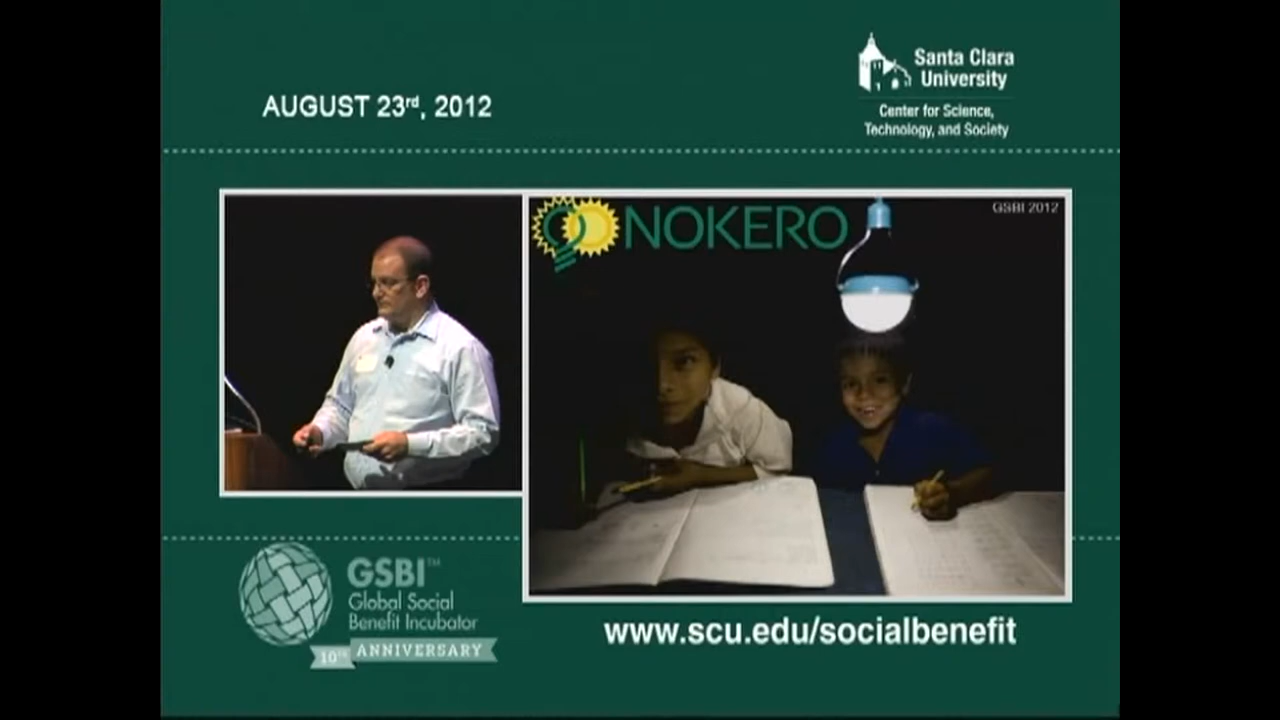 AUGUST 23rd, 2012
Santa Clara
University
Center for Science,
Technology, and Society
NOKERO
GSBI 2012
GSBI™
Global Social
Benefit Incubator
10TH ANNIVERSARY
www.scu.edu/socialbenefit